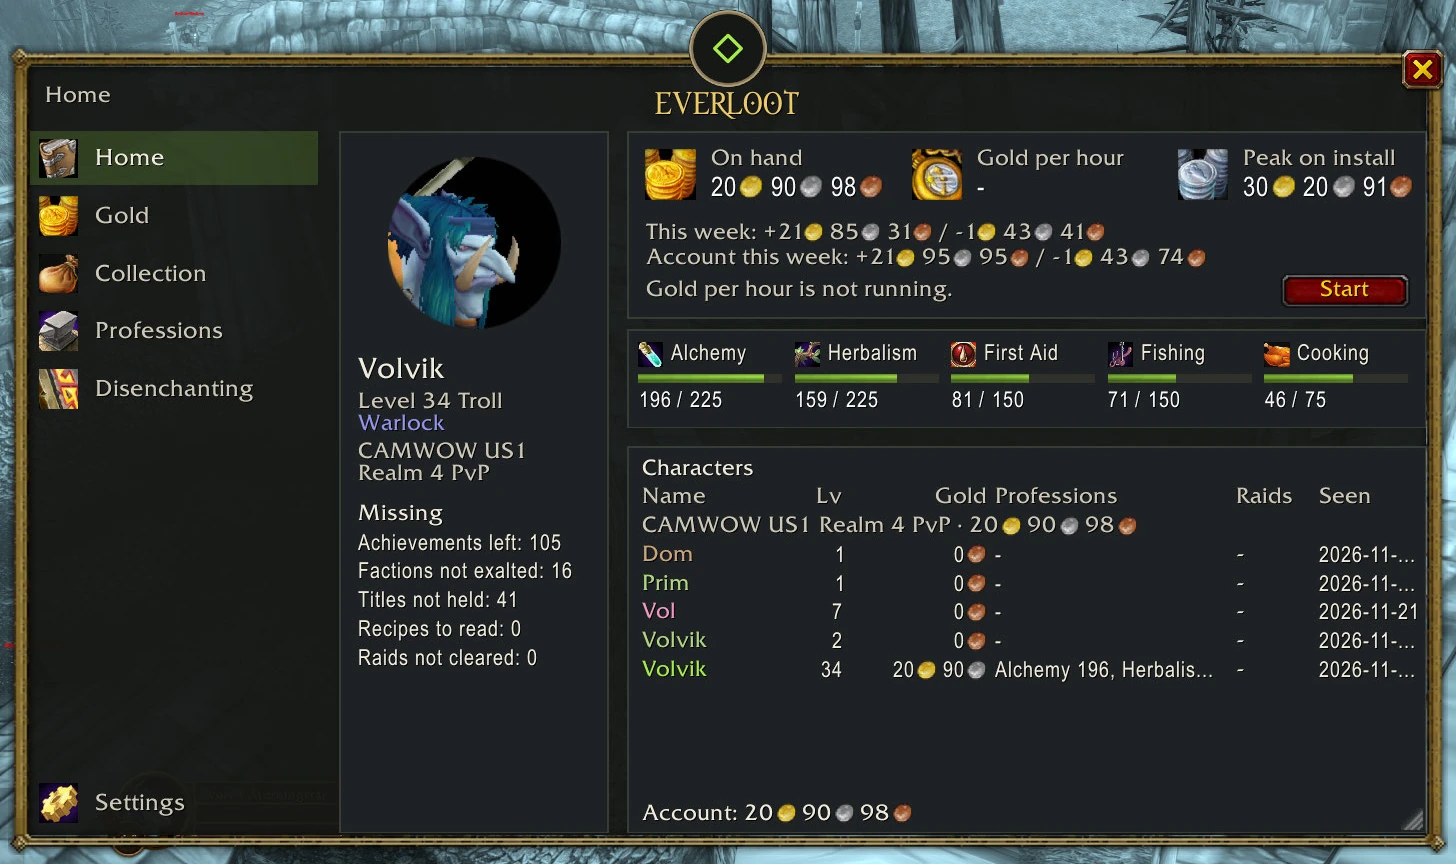 EVERLOOT
Home
Home
Gold
Collection
Professions
Disenchanting
Settings
Volvik
Level 34 Troll
Warlock
CAMWOW US1
Realm 4 PvP
Missing
Achievements left: 105
Factions not exalted: 16
Titles not held: 41
Recipes to read: 0
Raids not cleared: 0
On hand
20 90 98
Gold per hour
-
Peak on install
30 20 91
This week: +21 85 31 / -1 43 41
Account this week: +21 95 95 / -1 43 74
Gold per hour is not running.
Start
Alchemy
196 / 225
Herbalism
159 / 225
First Aid
81 / 150
Fishing
71 / 150
Cooking
46 / 75
Characters
Name Lv Gold Professions Raids Seen
CAMWOW US1 Realm 4 PvP · 20 90 98
Dom 1 0 - - 2026-11-...
Prim 1 0 - - 2026-11-...
Vol 7 0 - - 2026-11-21
Volvik 2 0 - - 2026-11-...
Volvik 34 20 90 Alchemy 196, Herbalis... - 2026-11-...
Account: 20 90 98